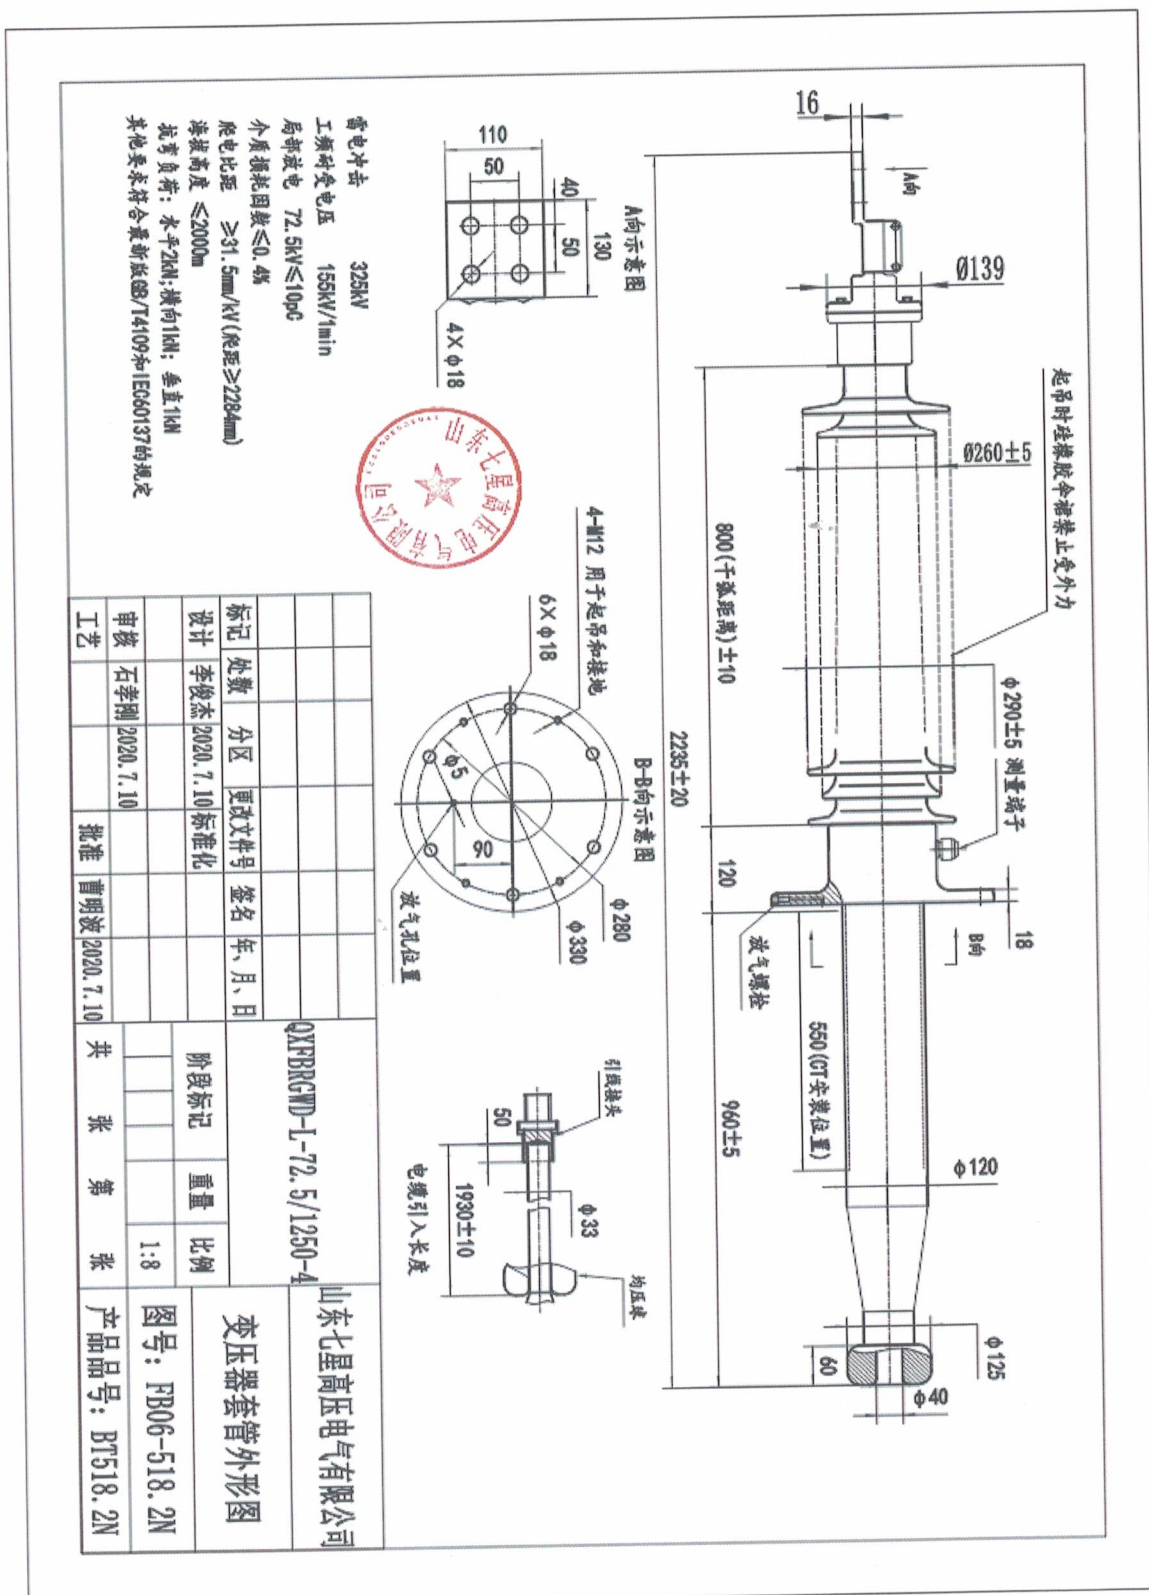 16
A向
Ø139
起吊时硅橡胶伞裙禁止受外力
Ø260±5
800(干弧距离)±10
ϕ290±5 测量端子
120
18
B向
放气螺栓
550(CT安装位置)
960±5
ϕ120
ϕ125
60
ϕ40
2235±20
A向示意图
110
50
40
50
130
4Xϕ18
B-B向示意图
4-M12 用于起吊和接地
6Xϕ18
ϕ5
90
ϕ280
ϕ330
放气孔位置
引线接头
50
1930±10
ϕ33
均压球
电缆引入长度
雷电冲击 325kV
工频耐受电压 155kV/1min
局部放电 72.5kV≤10pC
介质损耗因数≤0.4%
爬电比距 ≥31.5mm/kV(爬距≥2284mm)
海拔高度 ≤2000m
抗弯负荷：水平2kN;横向1kN; 垂直1kN
其他要求符合最新版GB/T4109和IEC60137的规定
山东七星高压电气有限公司
标记 处数 分区 更改文件号 签名 年、月、日
设计 李俊杰 2020.7.10 标准化
审核 石孝刚 2020.7.10
工艺 批准 曹明波 2020.7.10
QXFBRGWD-L-72.5/1250-4
阶段标记 重量 比例
1:8
共 张 第 张
山东七星高压电气有限公司
变压器套管外形图
图号: FB06-518.2N
产品品号: BT518.2N